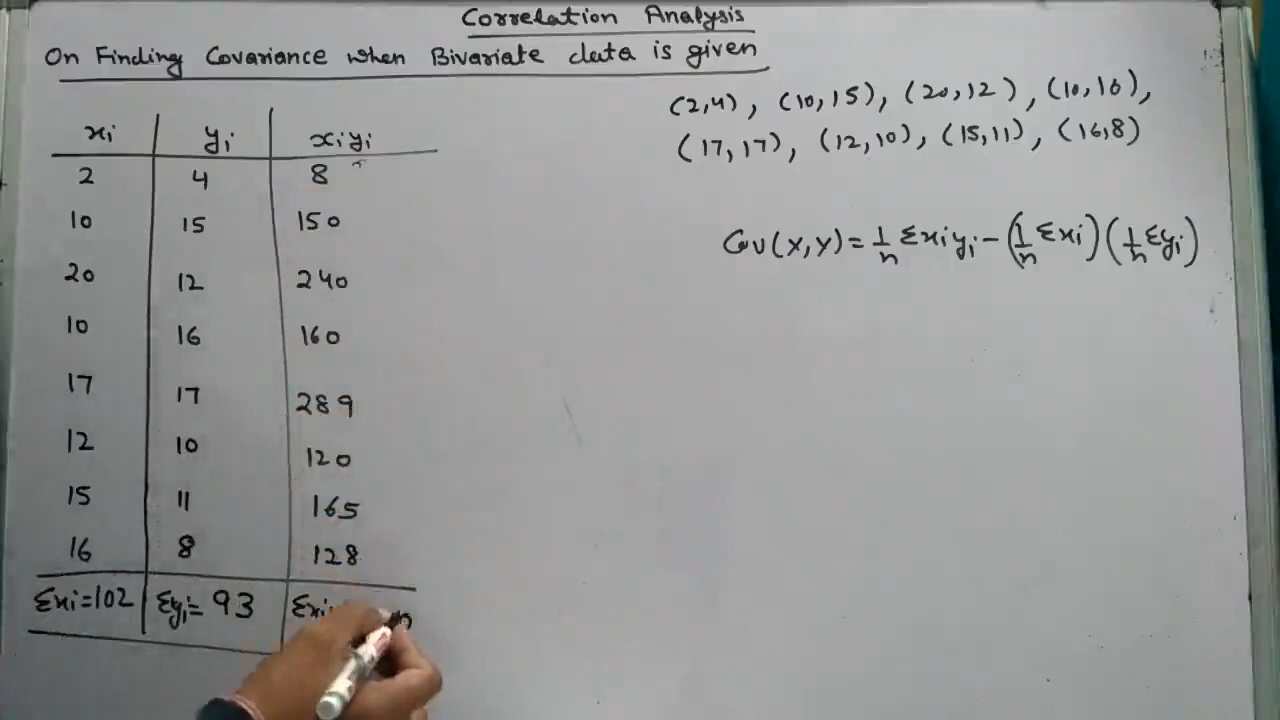 Correlation Analysis
On Finding Covariance when Bivariate data is given
(2,4), (10,15), (20,12), (10,16),
(17,17), (12,10), (15,11), (16,8)
Cov(X,Y) = 1/n Σxiyi - (1/n Σxi)(1/n Σyi)
xi yi xiyi
2 4 8
10 15 150
20 12 240
10 16 160
17 17 289
12 10 120
15 11 165
16 8 128
Σxi=102 Σyi= 93 Σxi